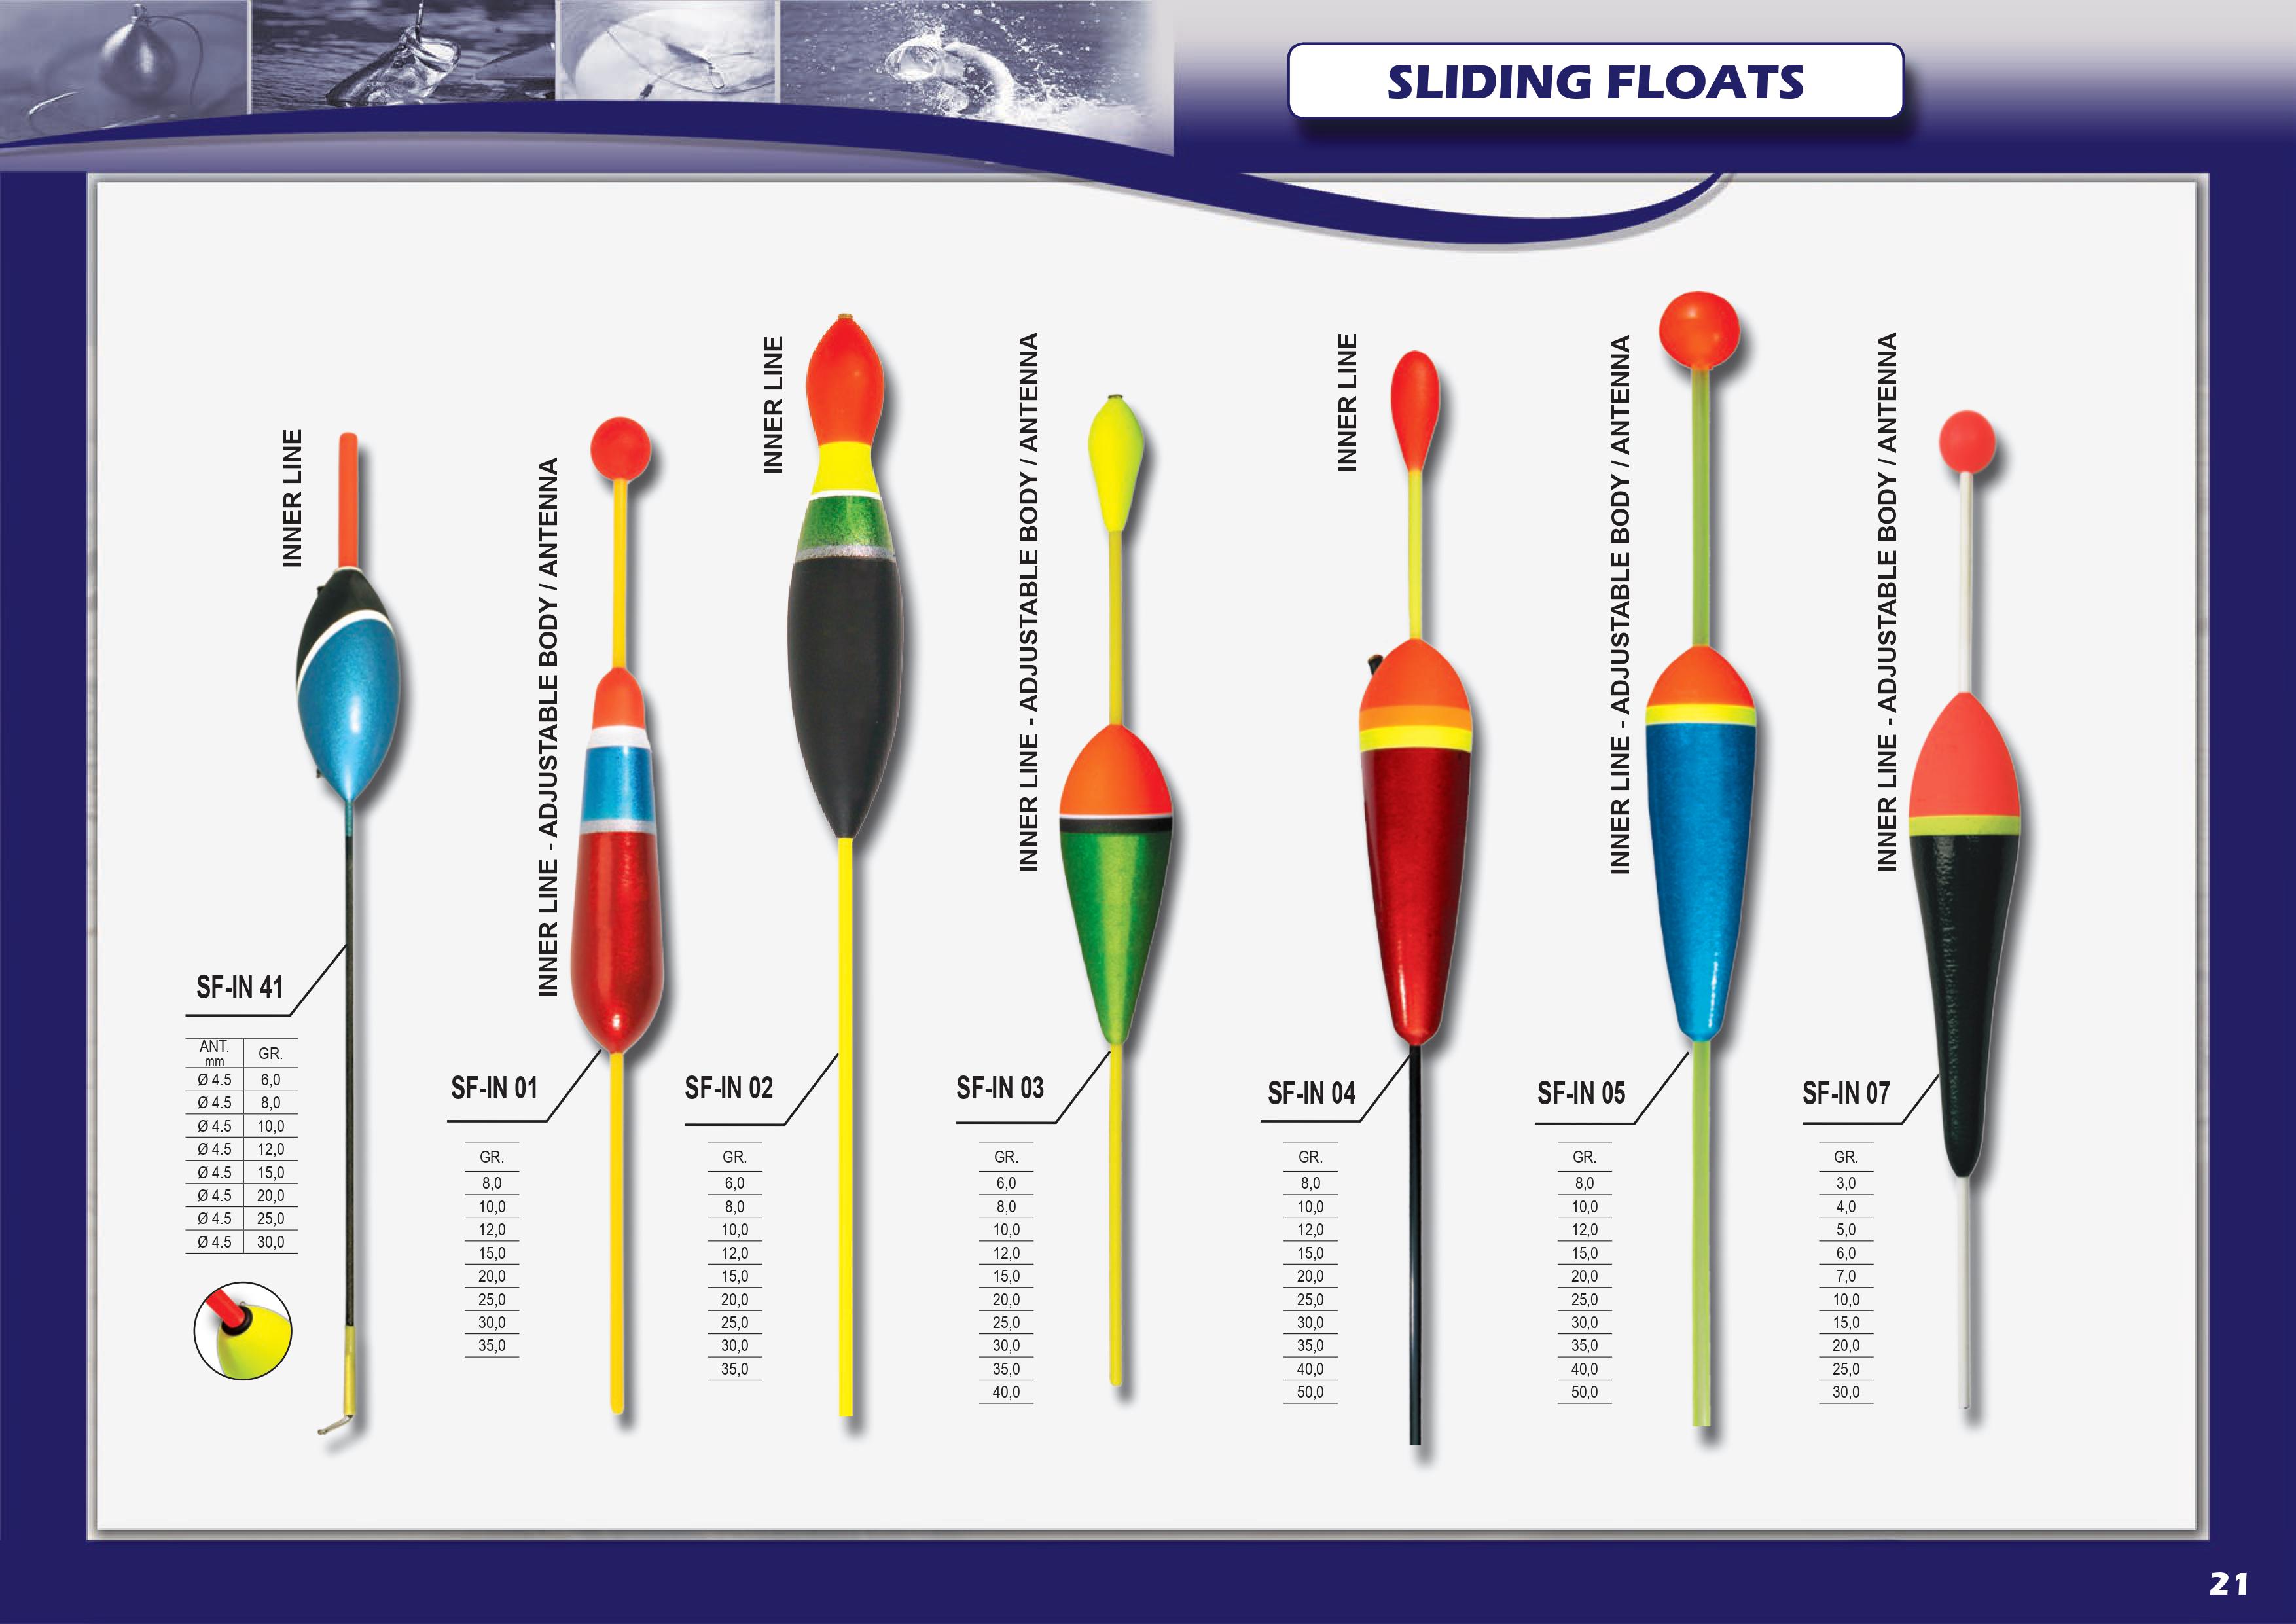 SLIDING FLOATS
INNER LINE
SF-IN 41
ANT. mm GR.
Ø 4.5 6,0
Ø 4.5 8,0
Ø 4.5 10,0
Ø 4.5 12,0
Ø 4.5 15,0
Ø 4.5 20,0
Ø 4.5 25,0
Ø 4.5 30,0
INNER LINE - ADJUSTABLE BODY / ANTENNA
SF-IN 01
GR.
8,0
10,0
12,0
15,0
20,0
25,0
30,0
35,0
INNER LINE
SF-IN 02
GR.
6,0
8,0
10,0
12,0
15,0
20,0
25,0
30,0
35,0
INNER LINE - ADJUSTABLE BODY / ANTENNA
SF-IN 03
GR.
6,0
8,0
10,0
12,0
15,0
20,0
25,0
30,0
35,0
40,0
INNER LINE
SF-IN 04
GR.
8,0
10,0
12,0
15,0
20,0
25,0
30,0
35,0
40,0
50,0
INNER LINE - ADJUSTABLE BODY / ANTENNA
SF-IN 05
GR.
8,0
10,0
12,0
15,0
20,0
25,0
30,0
35,0
40,0
50,0
INNER LINE - ADJUSTABLE BODY / ANTENNA
SF-IN 07
GR.
3,0
4,0
5,0
6,0
7,0
10,0
15,0
20,0
25,0
30,0
21